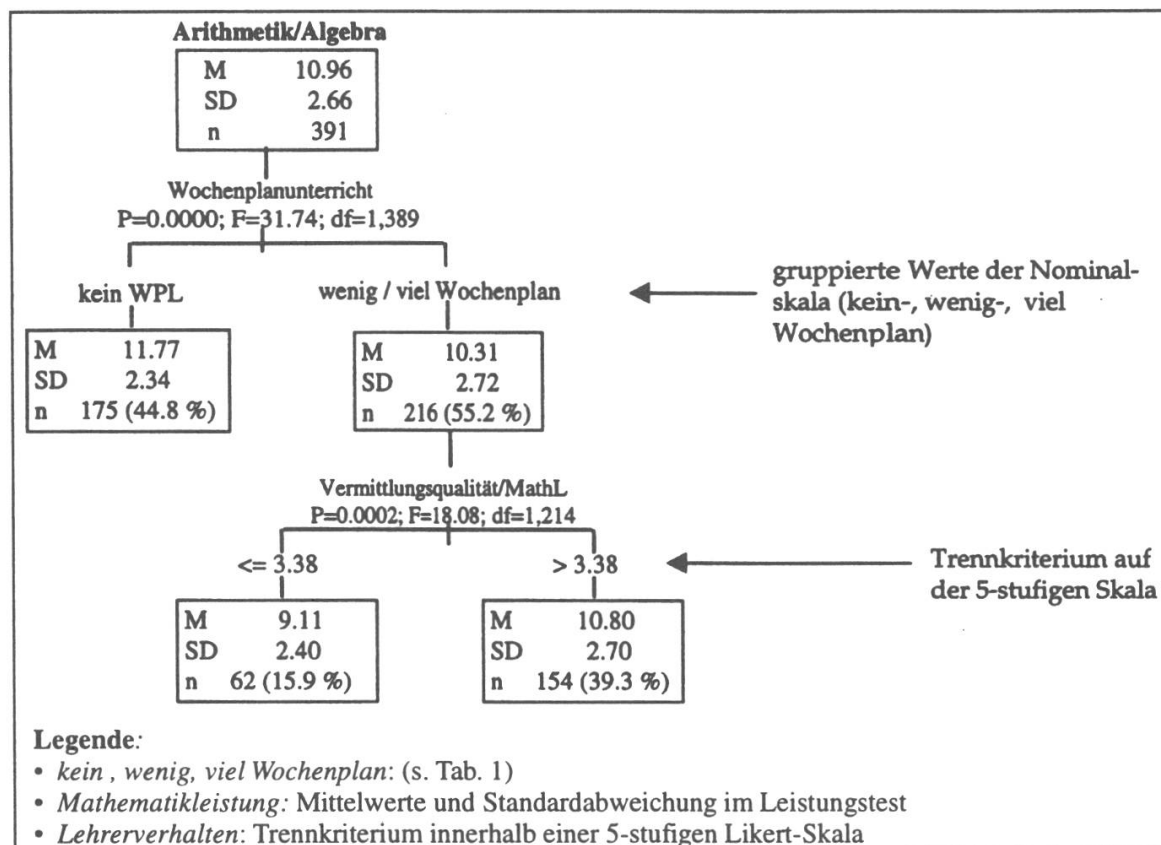 Arithmetik/Algebra
M 10.96
SD 2.66
n 391
Wochenplanunterricht
P=0.0000; F=31.74; df=1,389
kein WPL
wenig / viel Wochenplan
gruppierte Werte der Nominal-
skala (kein-, wenig-, viel
Wochenplan)
M 11.77
SD 2.34
n 175 (44.8 %)
M 10.31
SD 2.72
n 216 (55.2 %)
Vermittlungsqualität/MathL
P=0.0002; F=18.08; df=1,214
<= 3.38
> 3.38
Trennkriterium auf
der 5-stufigen Skala
M 9.11
SD 2.40
n 62 (15.9 %)
M 10.80
SD 2.70
n 154 (39.3 %)
Legende:
• kein , wenig, viel Wochenplan: (s. Tab. 1)
• Mathematikleistung: Mittelwerte und Standardabweichung im Leistungstest
• Lehrerverhalten: Trennkriterium innerhalb einer 5-stufigen Likert-Skala